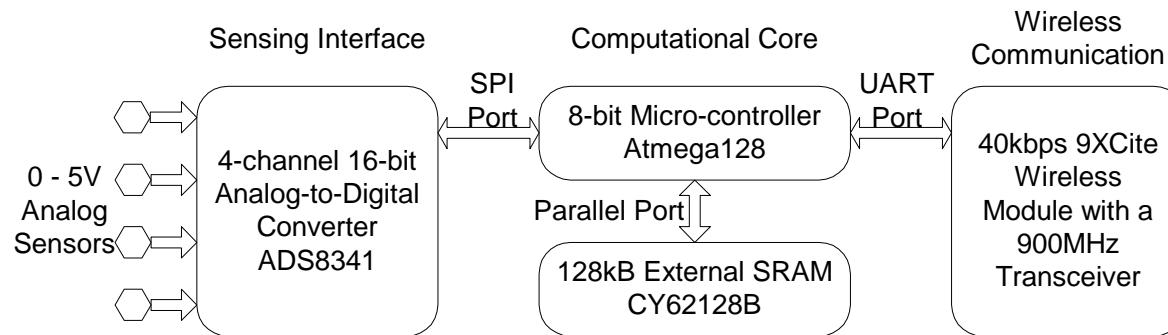 Sensing Interface
Computational Core
Wireless
Communication
0 - 5V
Analog
Sensors
4-channel 16-bit
Analog-to-Digital
Converter
ADS8341
SPI
Port
8-bit Micro-controller
Atmega128
Parallel Port
128kB External SRAM
CY62128B
UART
Port
40kbps 9XCite
Wireless
Module with a
900MHz
Transceiver